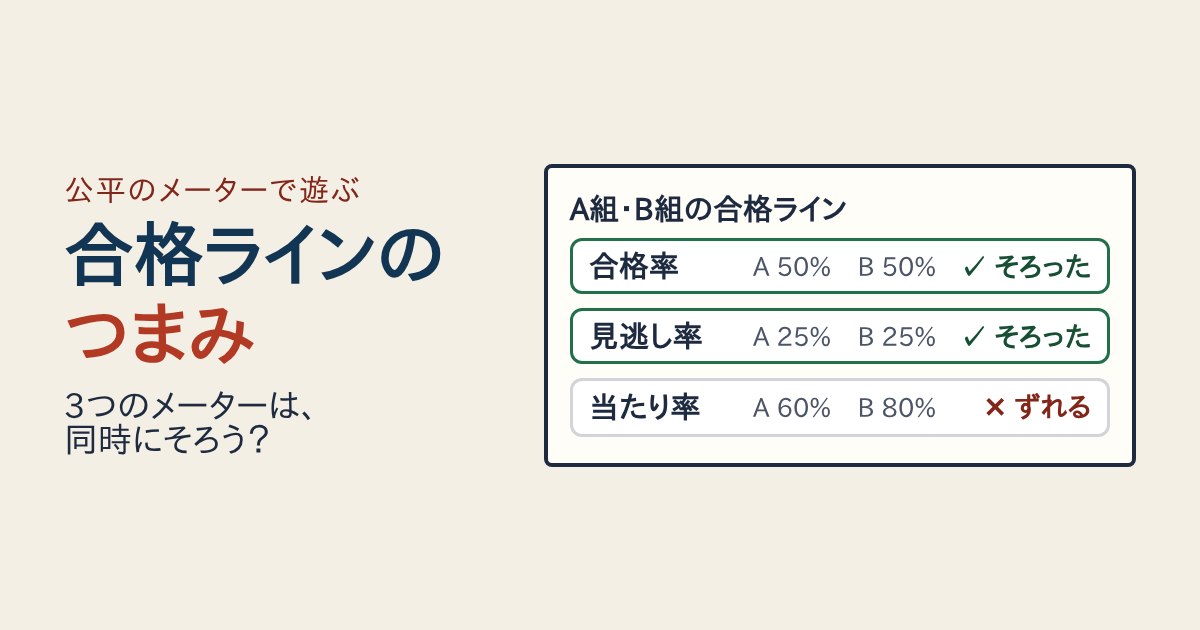 公平のメーターで遊ぶ
合格ラインの
つまみ
3つのメーターは、
同時にそろう?
A組・B組の合格ライン
合格率 A 50% B 50% ✓ そろった
見逃し率 A 25% B 25% ✓ そろった
当たり率 A 60% B 80% ✕ ずれる